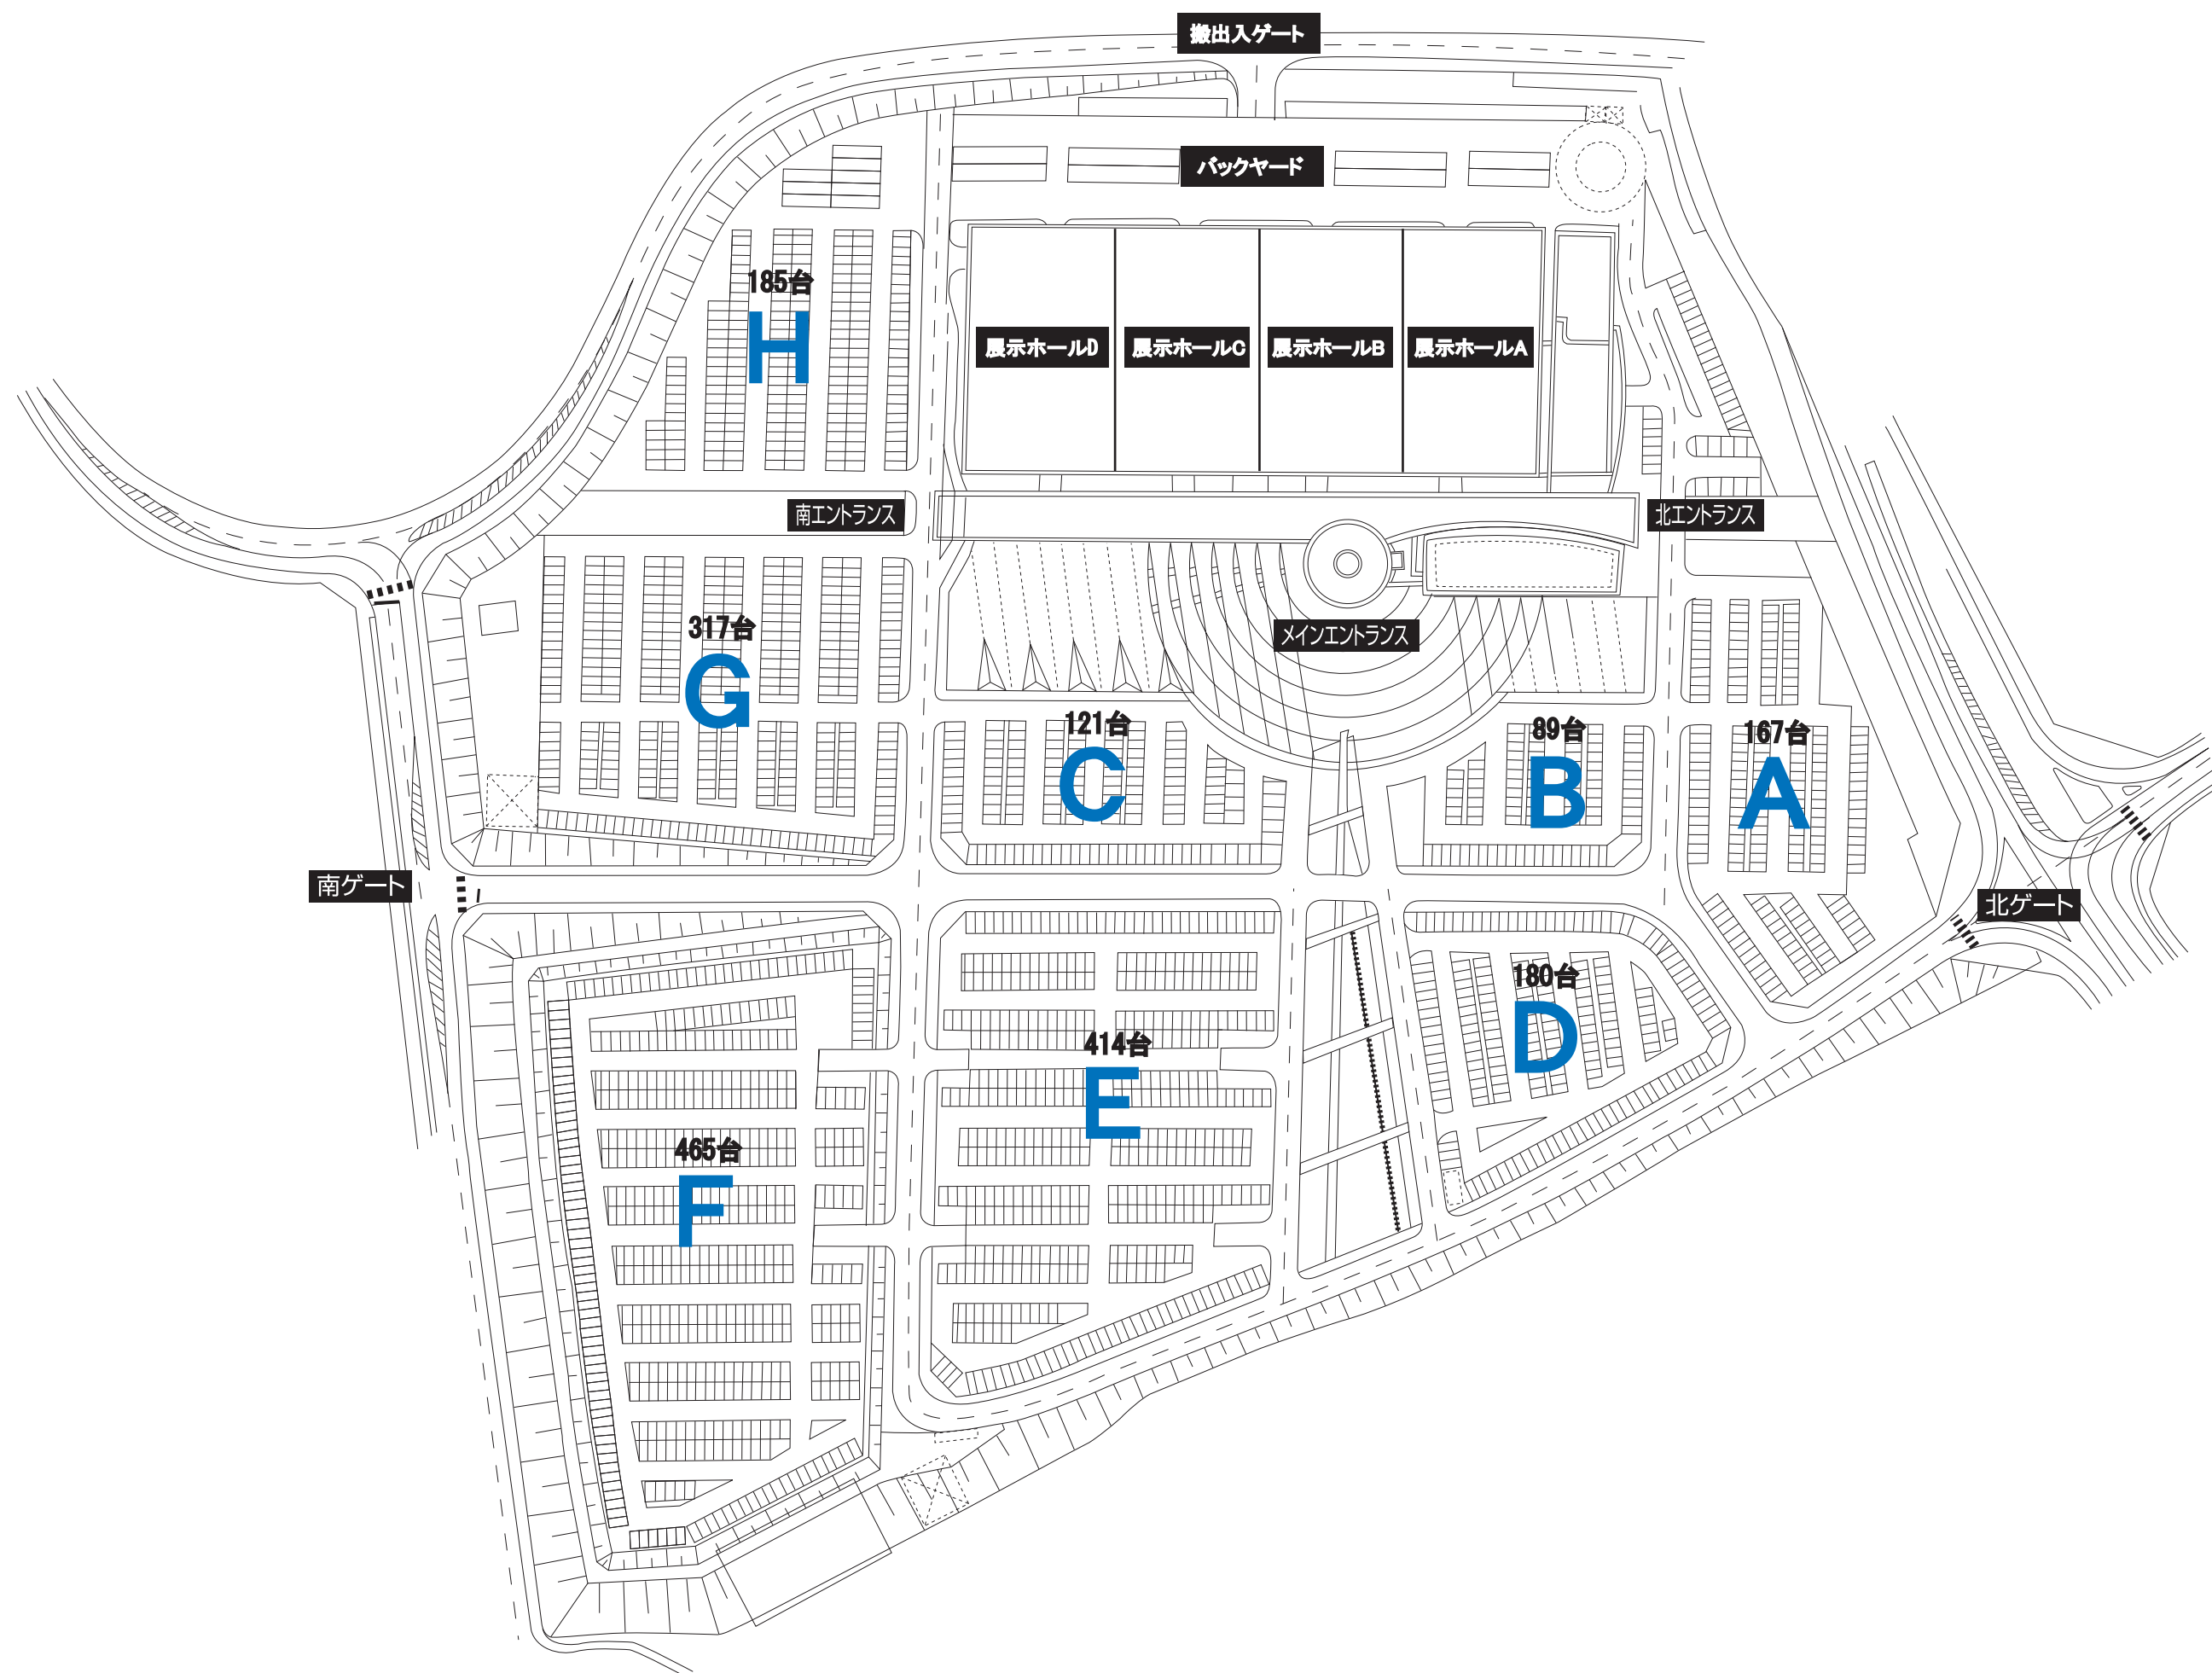 搬出入ゲート
バックヤード
185台
H
展示ホールD
展示ホールC
展示ホールB
展示ホールA
南エントランス
北エントランス
メインエントランス
317台
G
121台
C
89台
B
167台
A
南ゲート
北ゲート
180台
D
414台
E
465台
F